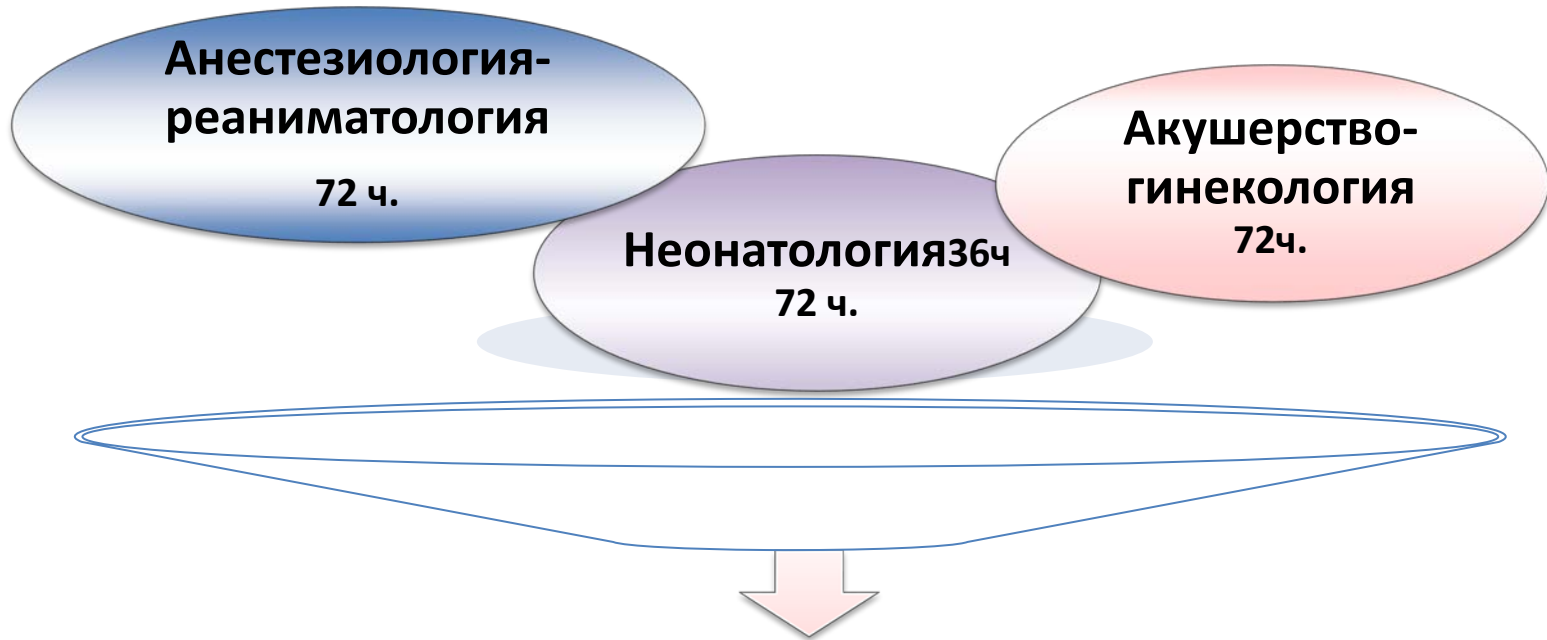 Анестезиология-
реаниматология
72 ч.
Неонатология36ч
72 ч.
Акушерство-
гинекология
72ч.